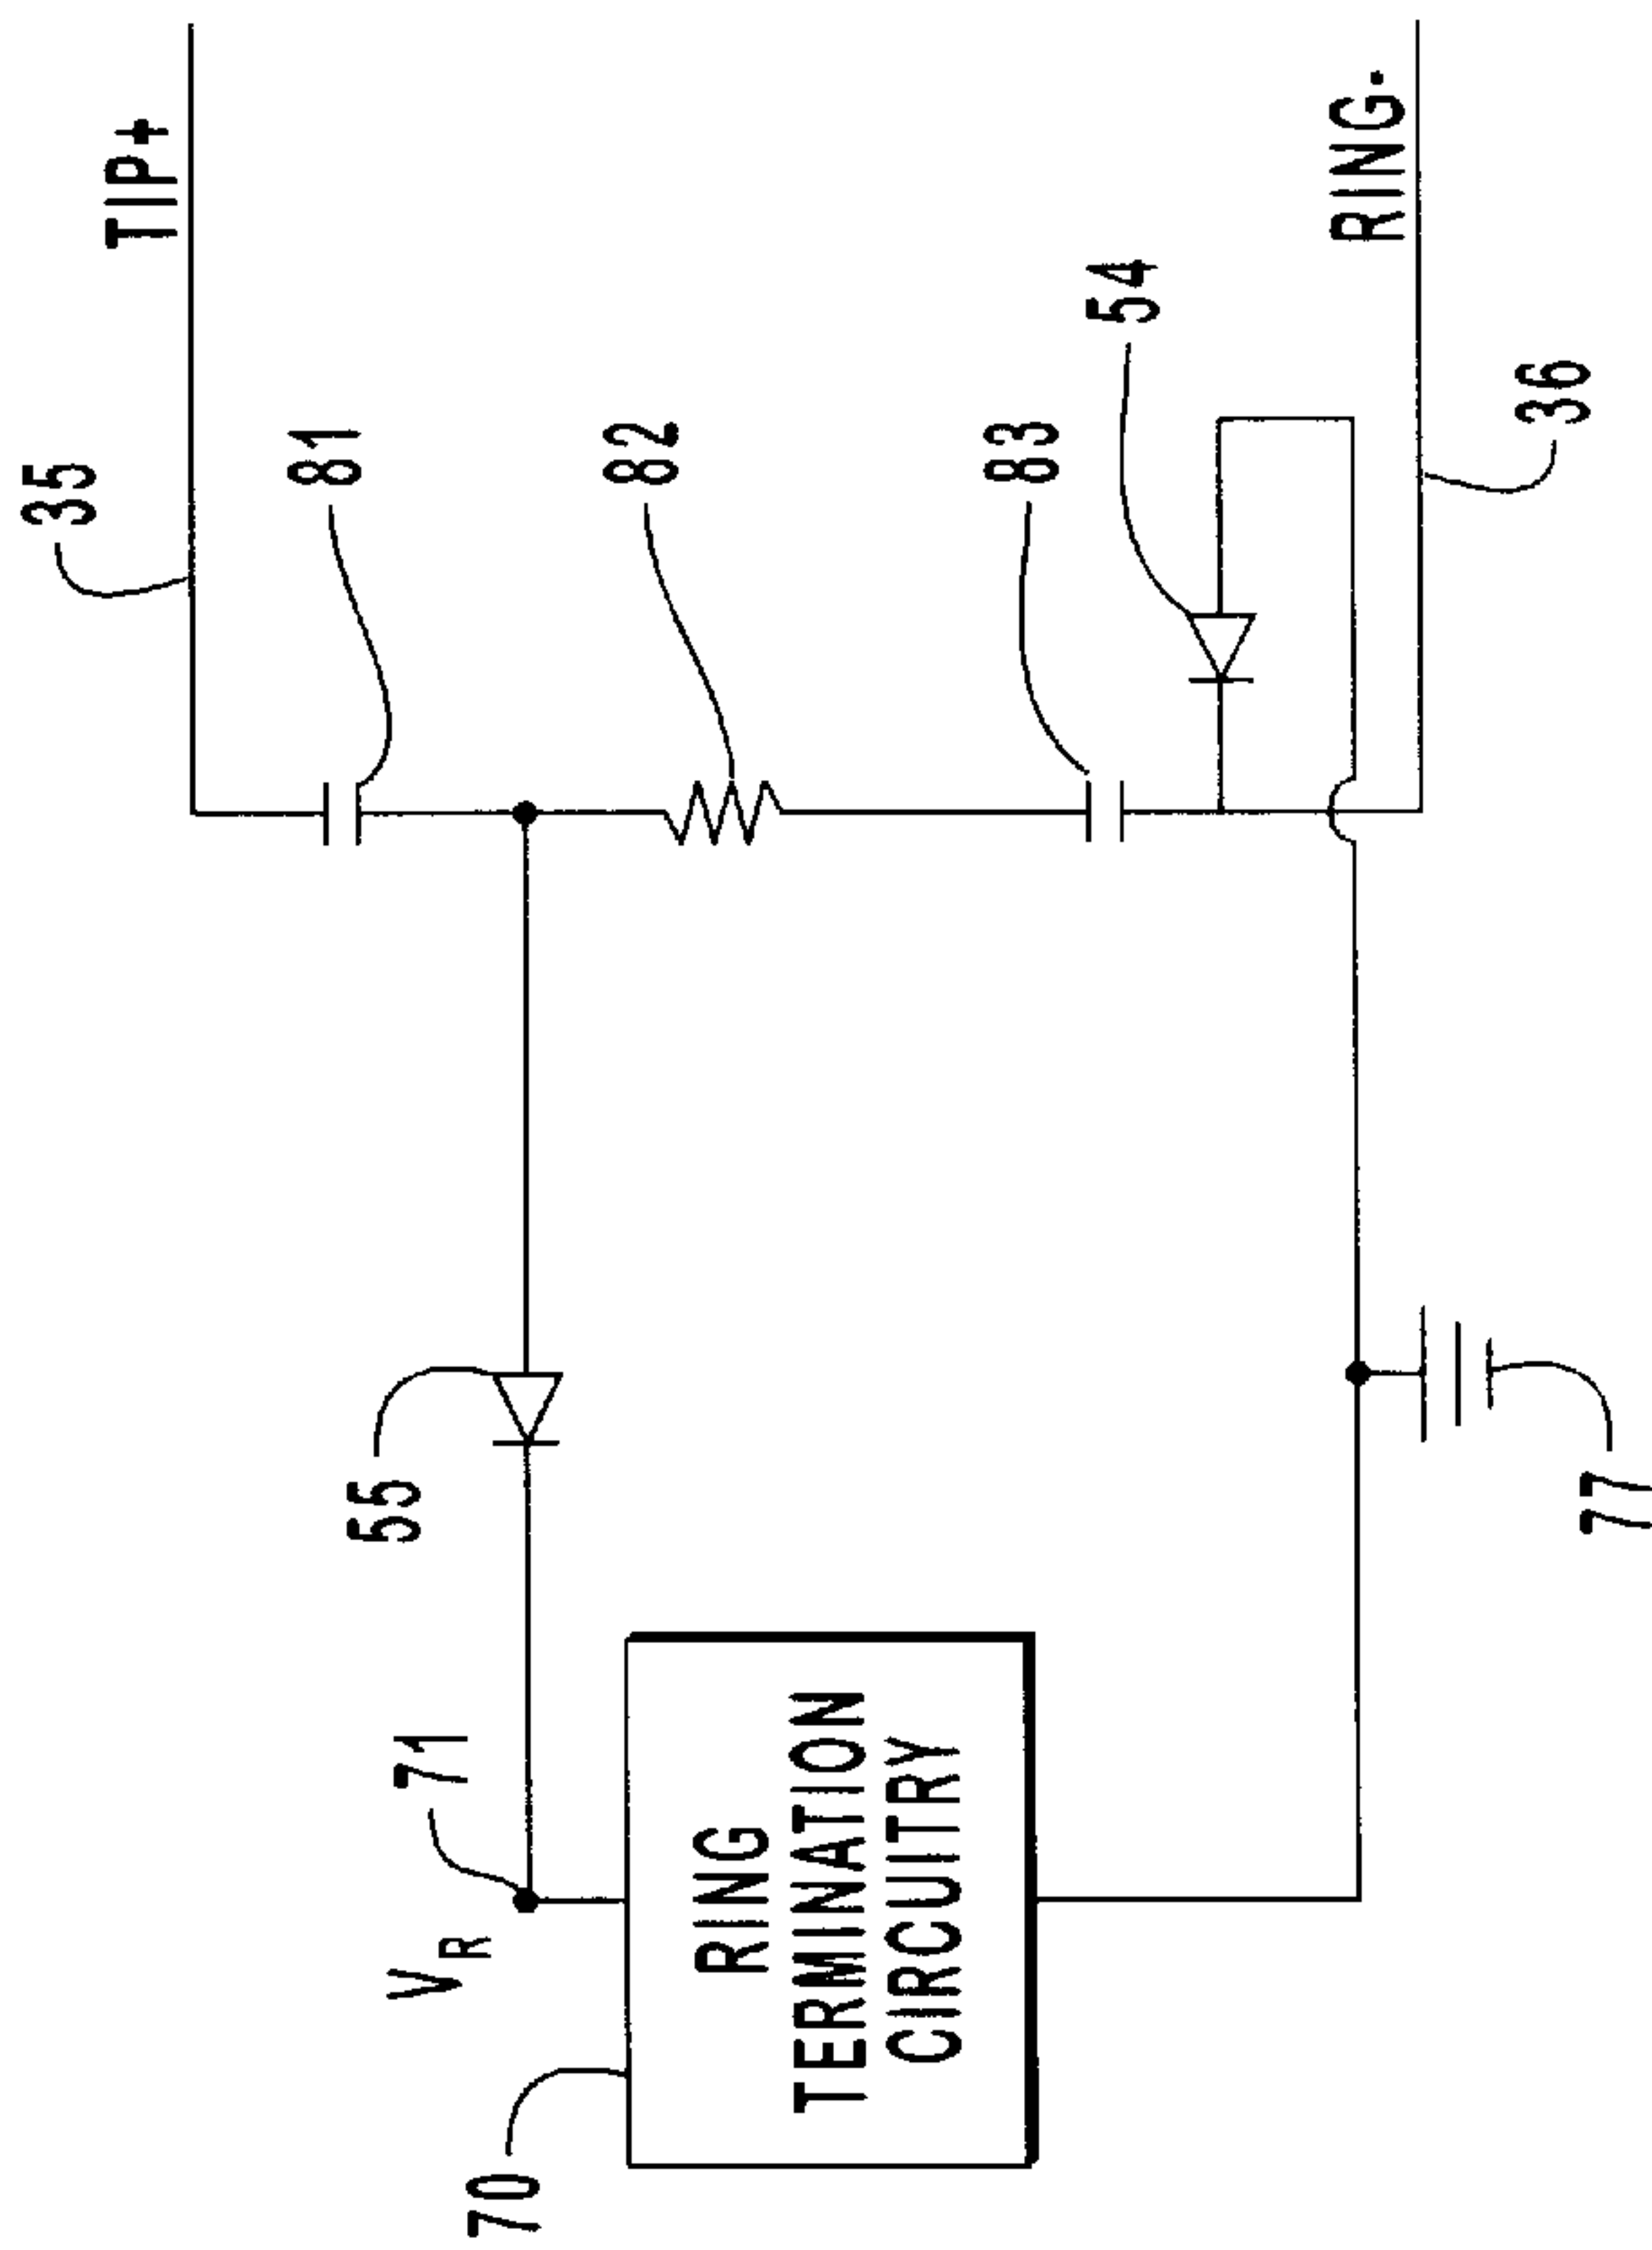 35
TIP+
81
82
83
54
RING-
36
55
71
V_R
70
RING
TERMINATION
CIRCUITRY
77